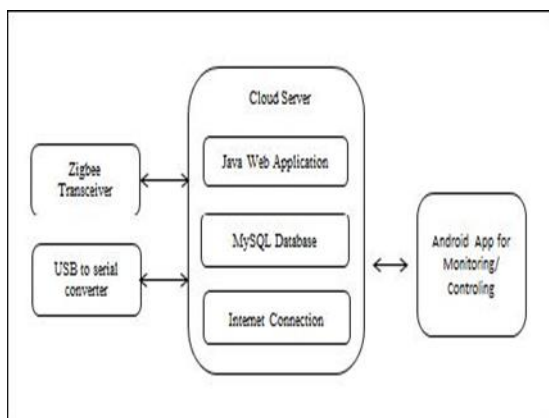 Cloud Server
Java Web Application
MySQL Database
Internet Connection
Zigbee
Transceiver
USB to serial
converter
Android App for
Monitoring/
Controling